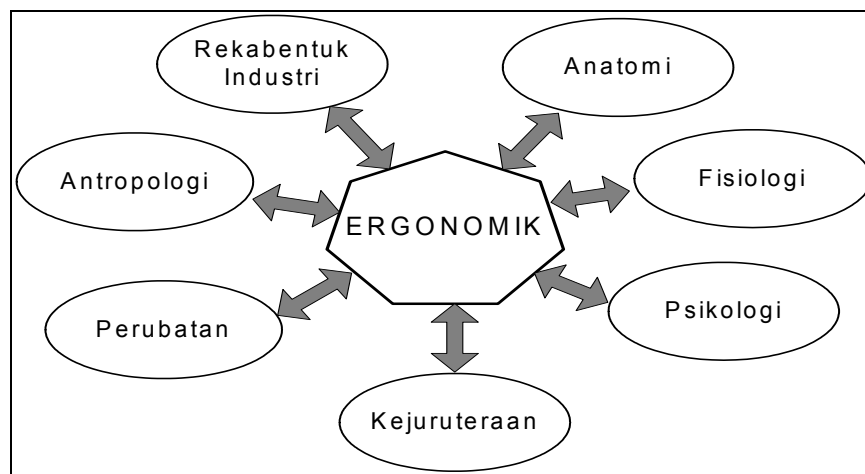 Rekabentuk
Industri
Anatomi
Antropologi
Fisiologi
ERGONOMIK
Perubatan
Psikologi
Kejuruteraan